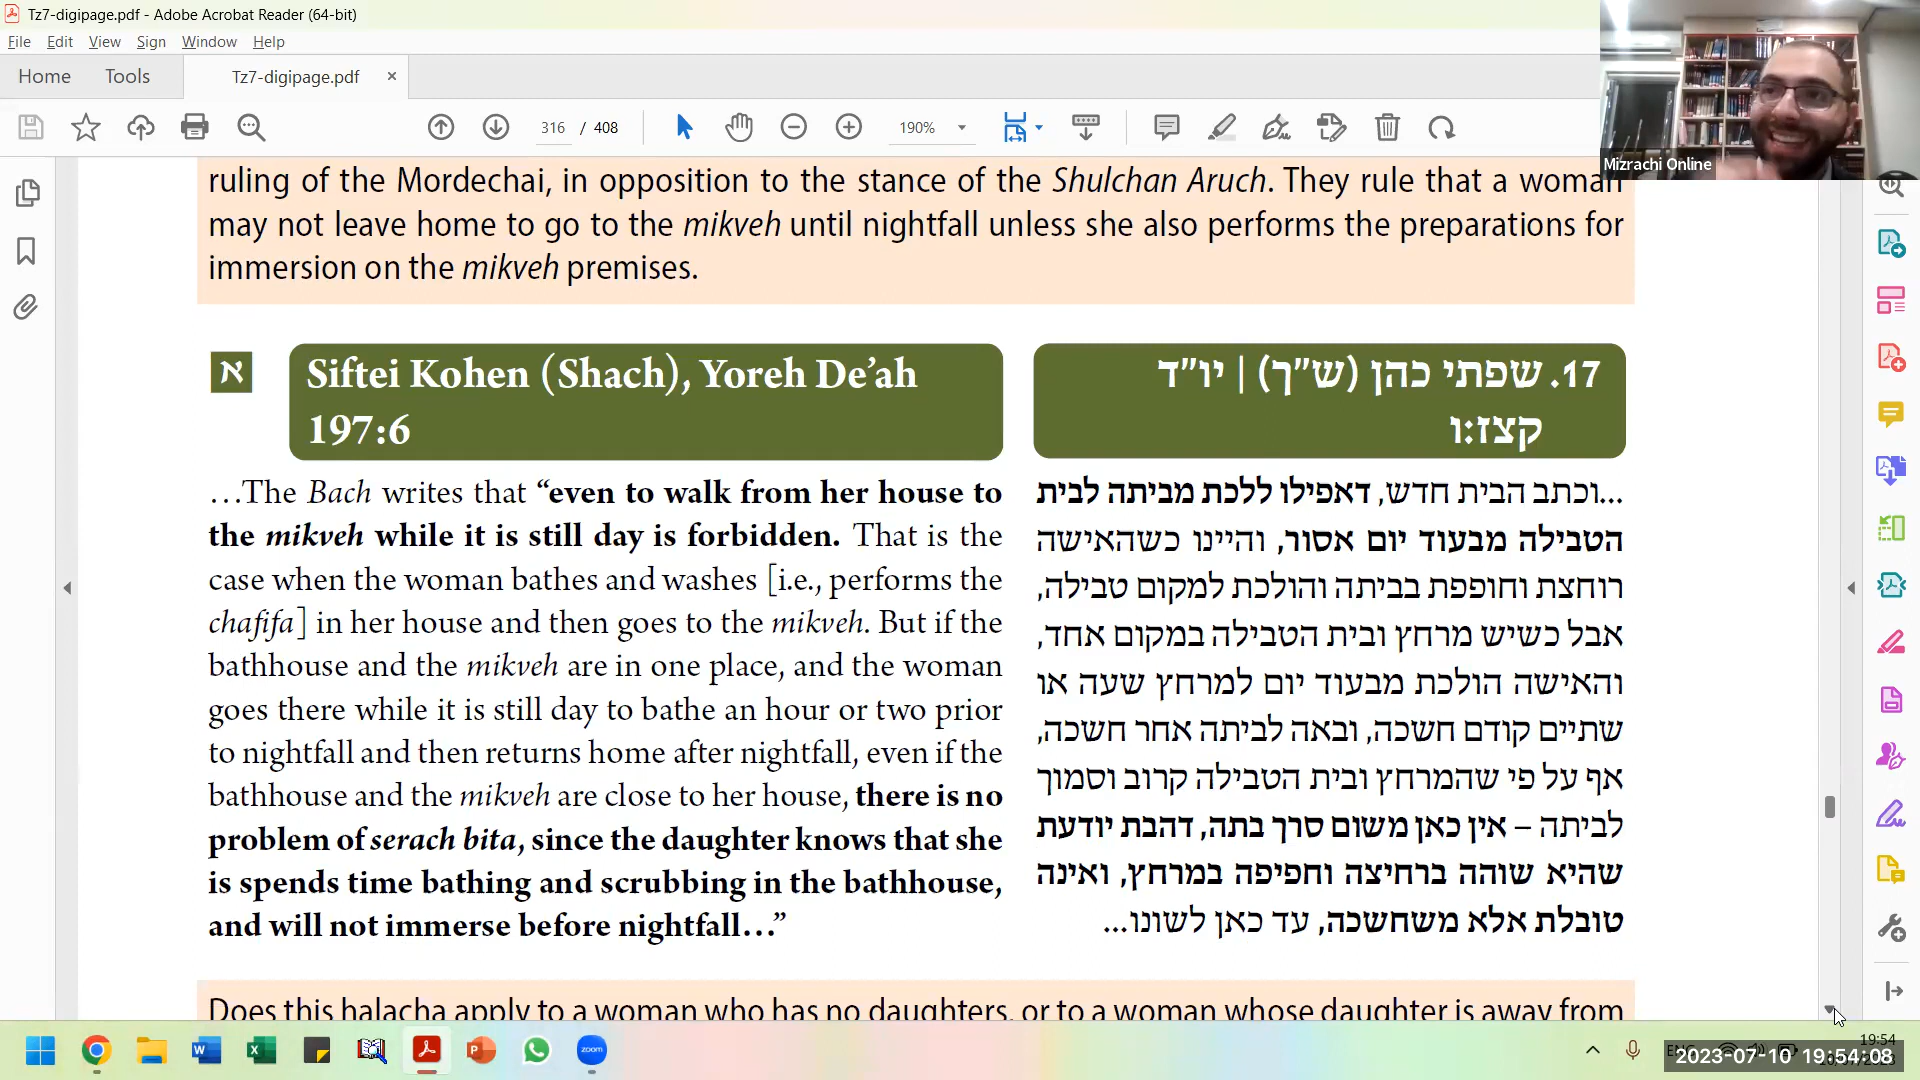 Tz7-digipage.pdf - Adobe Acrobat Reader (64-bit)
File Edit View Sign Window Help
Home Tools Tz7-digipage.pdf ×
316 / 408 190%
Mizrachi Online
ruling of the Mordechai, in opposition to the stance of the Shulchan Aruch. They rule that a woman
may not leave home to go to the mikveh until nightfall unless she also performs the preparations for
immersion on the mikveh premises.
א
Siftei Kohen (Shach), Yoreh De’ah
197:6
…The Bach writes that “even to walk from her house to
the mikveh while it is still day is forbidden. That is the
case when the woman bathes and washes [i.e., performs the
chafifa] in her house and then goes to the mikveh. But if the
bathhouse and the mikveh are in one place, and the woman
goes there while it is still day to bathe an hour or two prior
to nightfall and then returns home after nightfall, even if the
bathhouse and the mikveh are close to her house, there is no
problem of serach bita, since the daughter knows that she
is spends time bathing and scrubbing in the bathhouse,
and will not immerse before nightfall…”
17. שפתי כהן (ש"ך) | יו"ד
קצז:ו
...וכתב הבית חדש, דאפילו ללכת מביתה לבית
הטבילה מבעוד יום אסור, והיינו כשהאישה
רוחצת וחופפת בביתה והולכת למקום טבילה,
אבל כשיש מרחץ ובית הטבילה במקום אחד,
והאישה הולכת מבעוד יום למרחץ שעה או
שתיים קודם חשכה, ובאה לביתה אחר חשכה,
אף על פי שהמרחץ ובית הטבילה קרוב וסמוך
לביתה – אין כאן משום סרך בתה, דהבת יודעת
שהיא שוהה ברחיצה וחפיפה במרחץ, ואינה
טובלת אלא משחשכה, עד כאן לשונו...
Does this halacha apply to a woman who has no daughters, or to a woman whose daughter is away from
zoom
19:54
2023-07-10 19:54:08